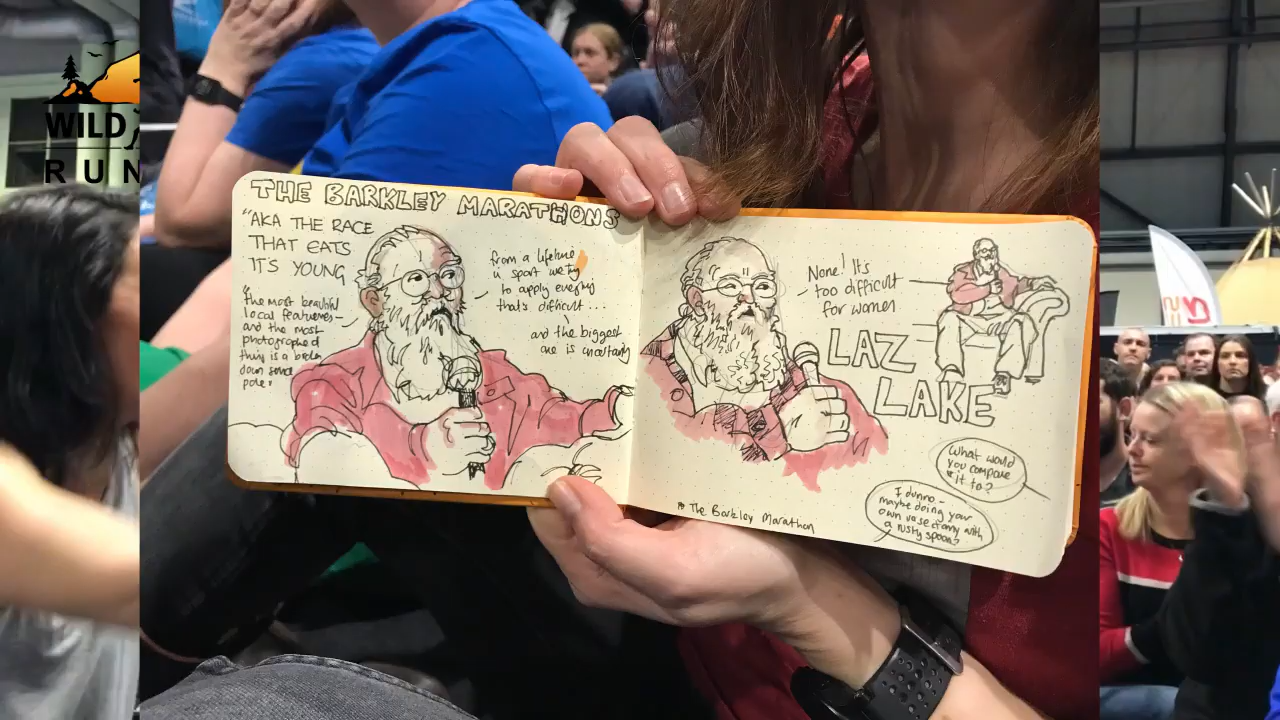 WILD
RUN
THE BARKLEY MARATHONS
"AKA THE RACE
THAT EATS
IT'S YOUNG
"
the most beautiful
local features -
and the most
photographed
thing is a broken
down sewer
pole"
from a lifetime
in sport we try
to apply everything
that's difficult...
and the biggest
one is uncertainty
None! It's
too difficult
for women
LAZ
LAKE
What would
you compare
it to?
I dunno -
maybe doing your
own vasectomy with
a rusty spoon?
The Barkley Marathon